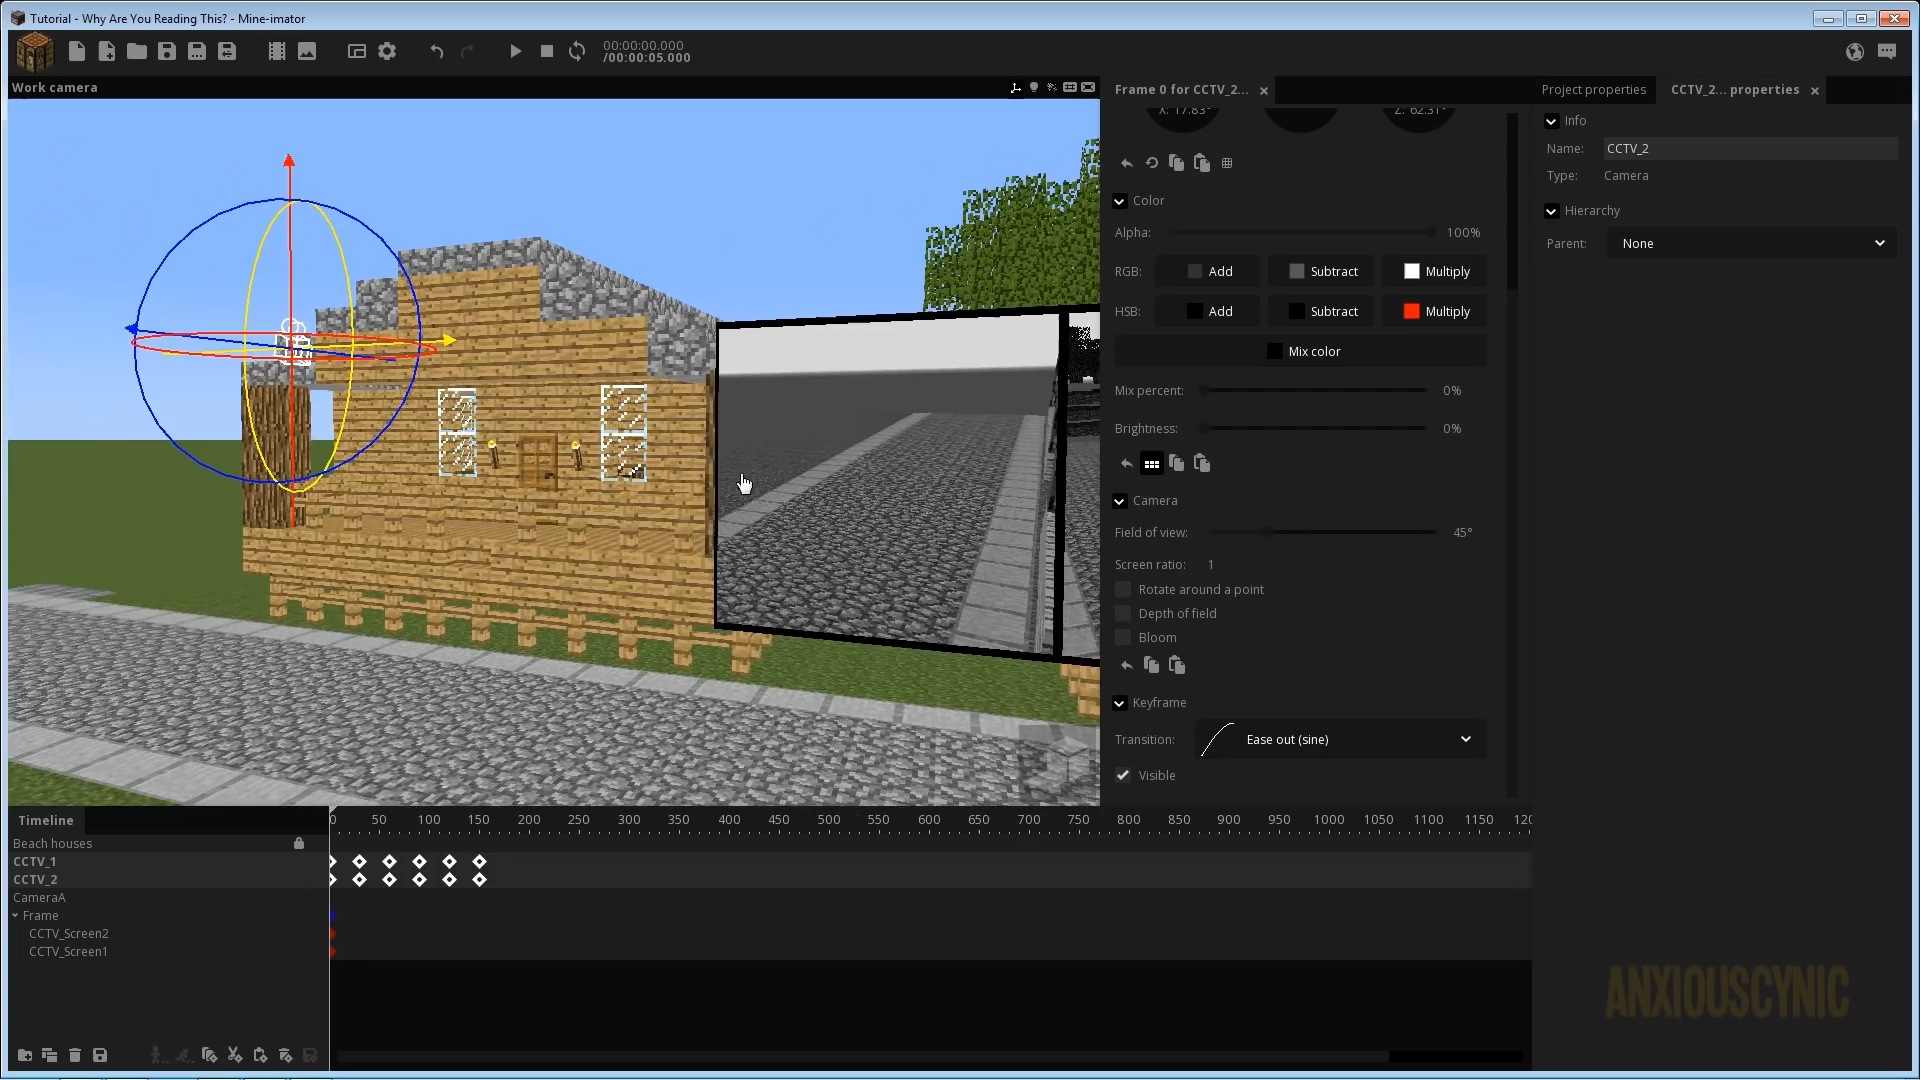 Tutorial - Why Are You Reading This? - Mine-imator
00:00:00.000
/00:00:05.000
Work camera
Frame 0 for CCTV_2...
X: 17.83°
Z: 62.31°
Color
Alpha: 100%
RGB: Add Subtract Multiply
HSB: Add Subtract Multiply
Mix color
Mix percent: 0%
Brightness: 0%
Camera
Field of view: 45°
Screen ratio: 1
Rotate around a point
Depth of field
Bloom
Keyframe
Transition: Ease out (sine)
Visible
Project properties
CCTV_2... properties
Info
Name: CCTV_2
Type: Camera
Hierarchy
Parent: None
Timeline
0 50 100 150 200 250 300 350 400 450 500 550 600 650 700 750 800 850 900 950 1000 1050 1100 1150 120
Beach houses
CCTV_1
CCTV_2
CameraA
Frame
CCTV_Screen2
CCTV_Screen1
ANXIOUSCYNIC